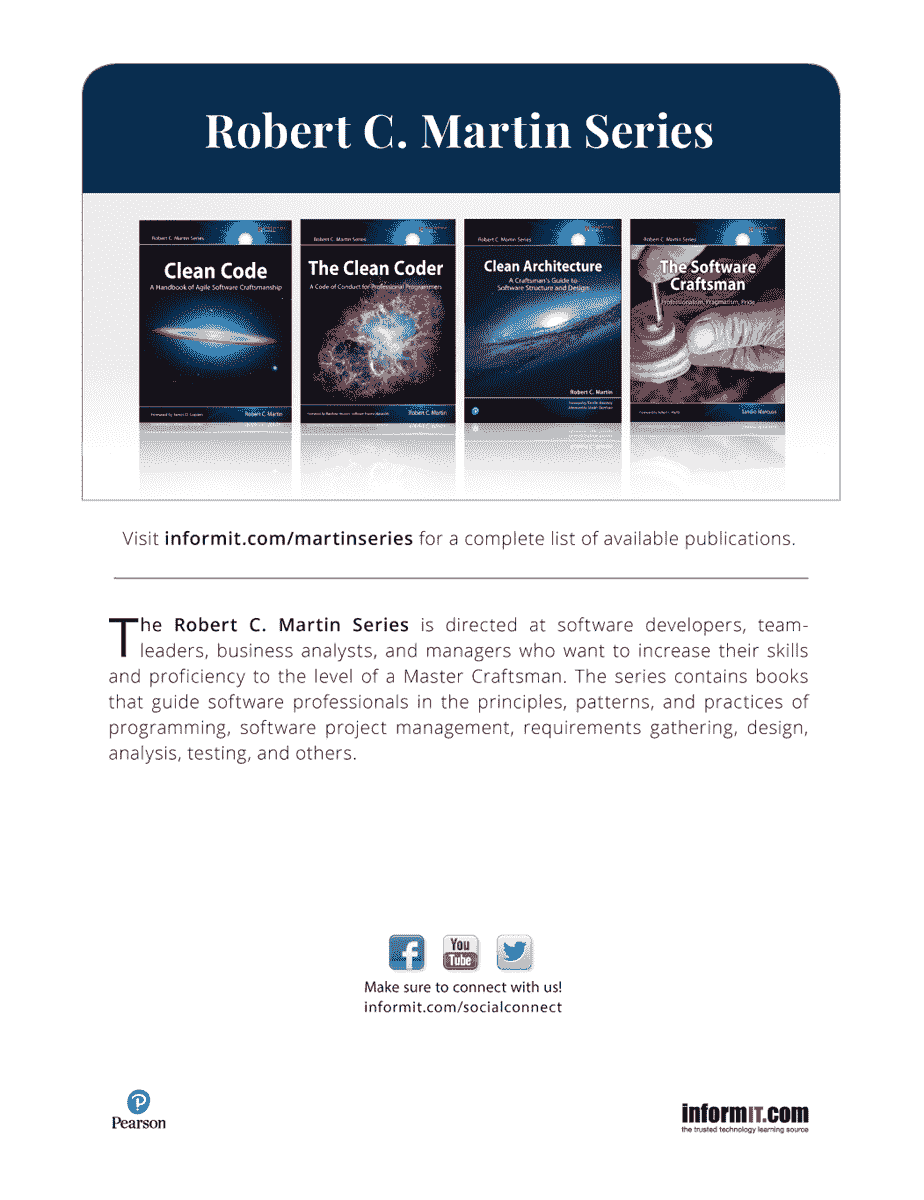 Robert C. Martin Series
Robert C. Martin Series
Clean Code
A Handbook of Agile Software Craftsmanship
Robert C. Martin
Robert C. Martin Series
The Clean Coder
A Code of Conduct for Professional Programmers
Robert C. Martin
Robert C. Martin Series
Clean Architecture
A Craftsman's Guide to
Software Structure and Design
Robert C. Martin
Robert C. Martin Series
The Software
Craftsman
Professionalism, Pragmatism, Pride
Sandro Mancuso
Visit informit.com/martinseries for a complete list of available publications.
The Robert C. Martin Series is directed at software developers, team-
leaders, business analysts, and managers who want to increase their skills
and proficiency to the level of a Master Craftsman. The series contains books
that guide software professionals in the principles, patterns, and practices of
programming, software project management, requirements gathering, design,
analysis, testing, and others.
You
Tube
Make sure to connect with us!
informit.com/socialconnect
Pearson
informIT.com
the trusted technology learning source